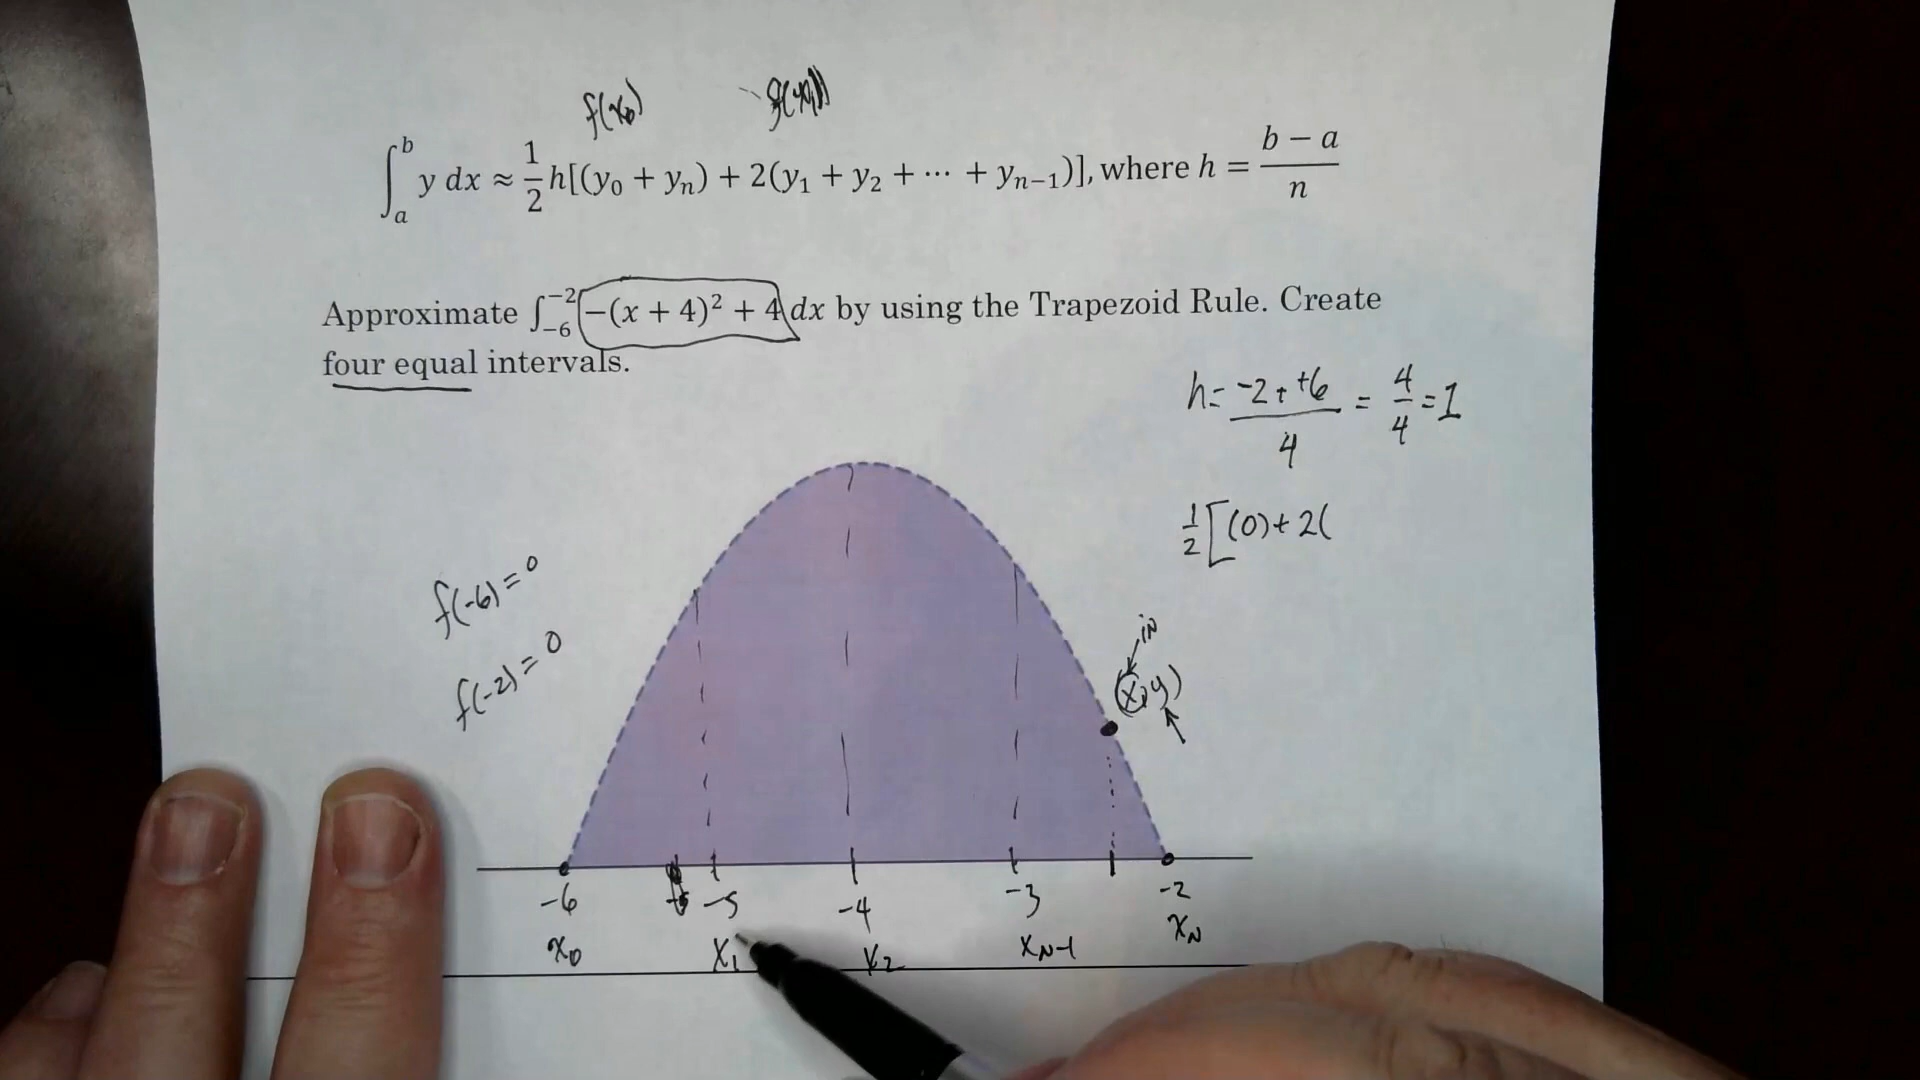 f(x₀) f(xₙ)
∫ₐᵇ y dx ≈ 1/2 h[(y₀ + yₙ) + 2(y₁ + y₂ + ⋯ + yₙ₋₁)], where h = (b − a)/n
Approximate ∫₋₆⁻² −(x + 4)² + 4 dx by using the Trapezoid Rule. Create
four equal intervals.
h = (-2 + +6)/4 = 4/4 = 1
1/2 [(0) + 2(
f(-6) = 0
f(-2) = 0
IN
(x, y)
-6 -5 -4 -3 -2
x₀ x₁ x₂ xN-1 xN